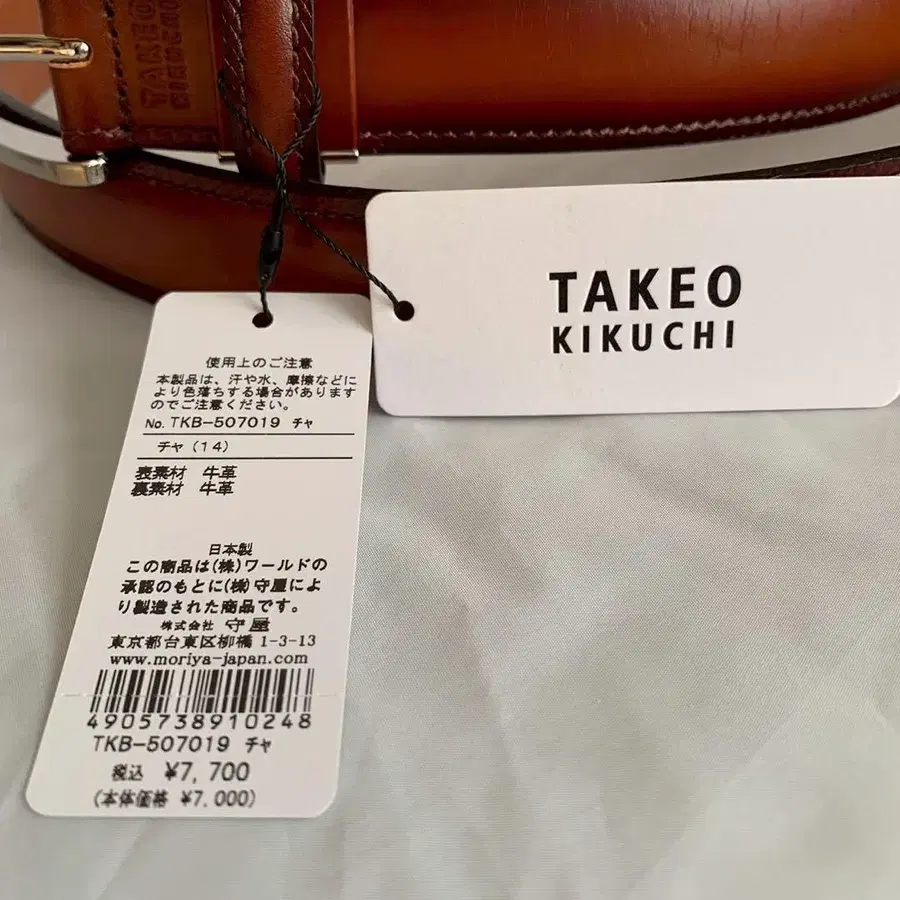 TAKEO
KIKUCHI
TAKEO
KIKUCHI
使用上のご注意
本製品は、汗や水、摩擦などに
より色落ちする場合があります
のでご注意ください。
No. TKB-507019 チャ
チャ(14)
表素材 牛革
裏素材 牛革
日本製
この商品は(株)ワールドの
承認のもとに(株)守屋によ
り製造された商品です。
株式会社 守屋
東京都台東区柳橋 1-3-13
www.moriya-japan.com
4905738910248
TKB-507019 チャ
税込 ¥7,700
(本体価格 ¥7,000)